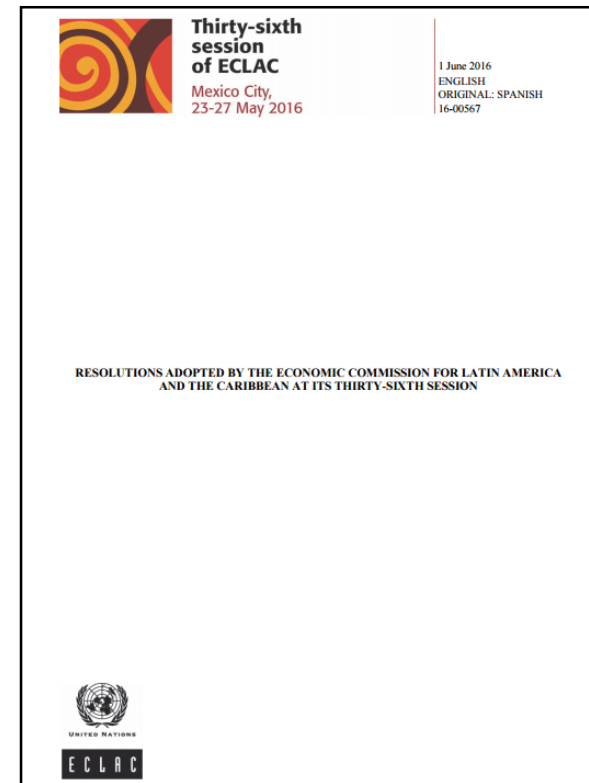 Thirty-sixth
session
of ECLAC
Mexico City,
23-27 May 2016
1 June 2016
ENGLISH
ORIGINAL: SPANISH
16-00567
RESOLUTIONS ADOPTED BY THE ECONOMIC COMMISSION FOR LATIN AMERICA
AND THE CARIBBEAN AT ITS THIRTY-SIXTH SESSION
UNITED NATIONS
ECLAC